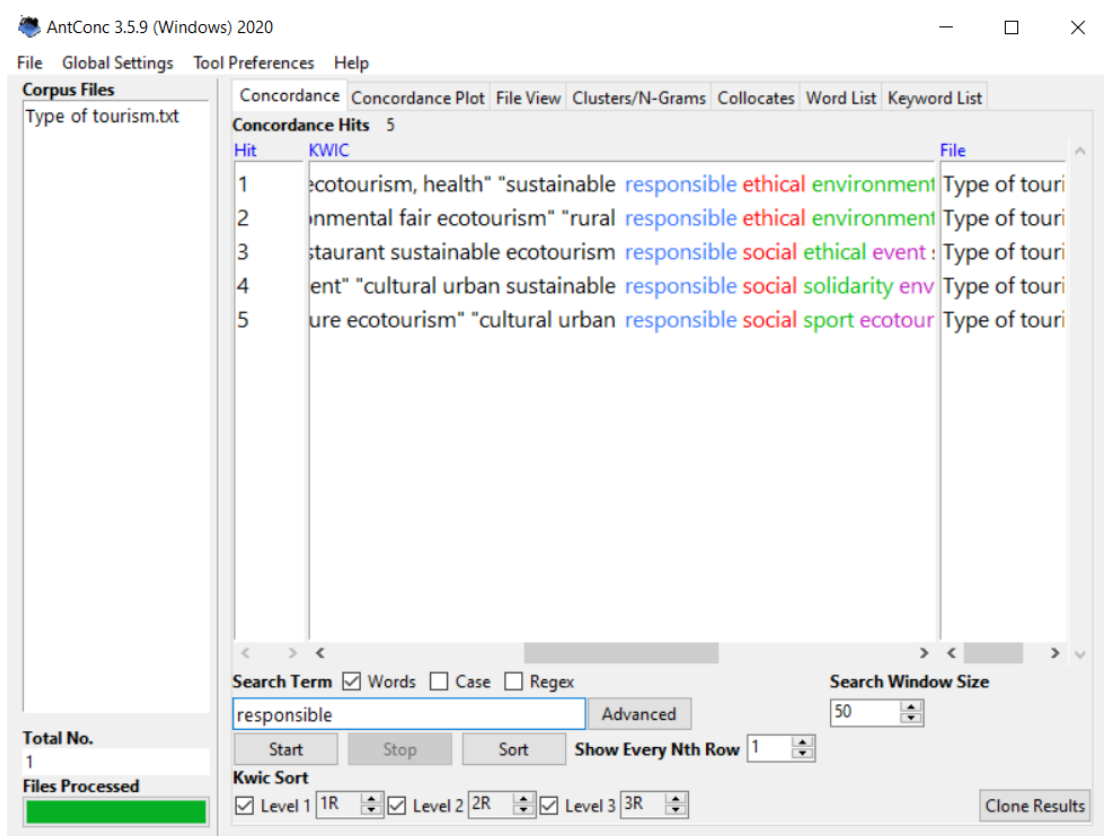 AntConc 3.5.9 (Windows) 2020
File Global Settings Tool Preferences Help
Corpus Files
Type of tourism.txt
Concordance Concordance Plot File View Clusters/N-Grams Collocates Word List Keyword List
Concordance Hits 5
Hit KWIC File
1 ecotourism, health" "sustainable responsible ethical environment Type of touri
2 onmental fair ecotourism" "rural responsible ethical environment Type of touri
3 staurant sustainable ecotourism responsible social ethical event s Type of touri
4 ent" "cultural urban sustainable responsible social solidarity env Type of touri
5 ure ecotourism" "cultural urban responsible social sport ecotour Type of touri
Search Term Words Case Regex Search Window Size
responsible Advanced 50
Total No.
1
Start Stop Sort Show Every Nth Row 1
Files Processed
Kwic Sort
Level 1 1R Level 2 2R Level 3 3R Clone Results